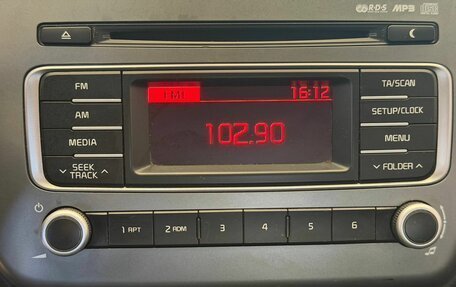 R·D·S MP3
FM TA/SCAN
FM1 16:12
AM SETUP/CLOCK
102.90
MEDIA MENU
SEEK
TRACK FOLDER
1 RPT 2 RDM 3 4 5 6